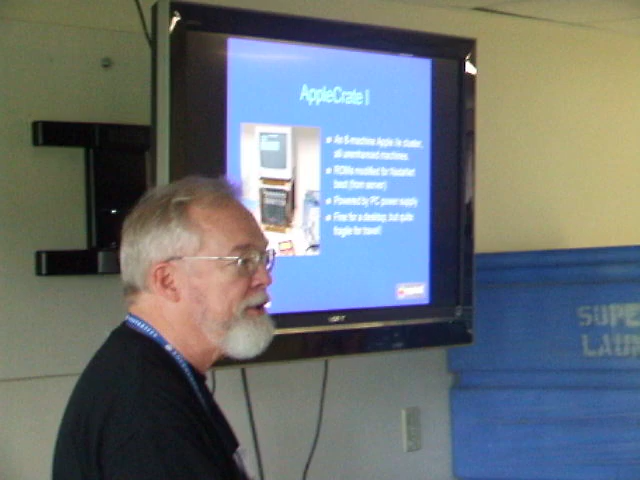 AppleCrate I
An 8-machine Apple IIe cluster,
all unenhanced machines.
ROMs modified for NadaNet
boot (from server)
Powered by PC power supply
Fine for a desktop, but quite
fragile for travel!
SUPE
LAUN